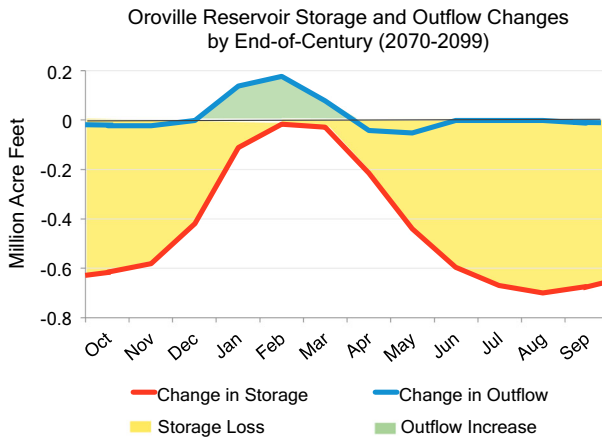 Oroville Reservoir Storage and Outflow Changes
by End-of-Century (2070-2099)
Million Acre Feet
0.2
0
-0.2
-0.4
-0.6
-0.8
Oct Nov Dec Jan Feb Mar Apr May Jun Jul Aug Sep
Change in Storage Change in Outflow
Storage Loss Outflow Increase